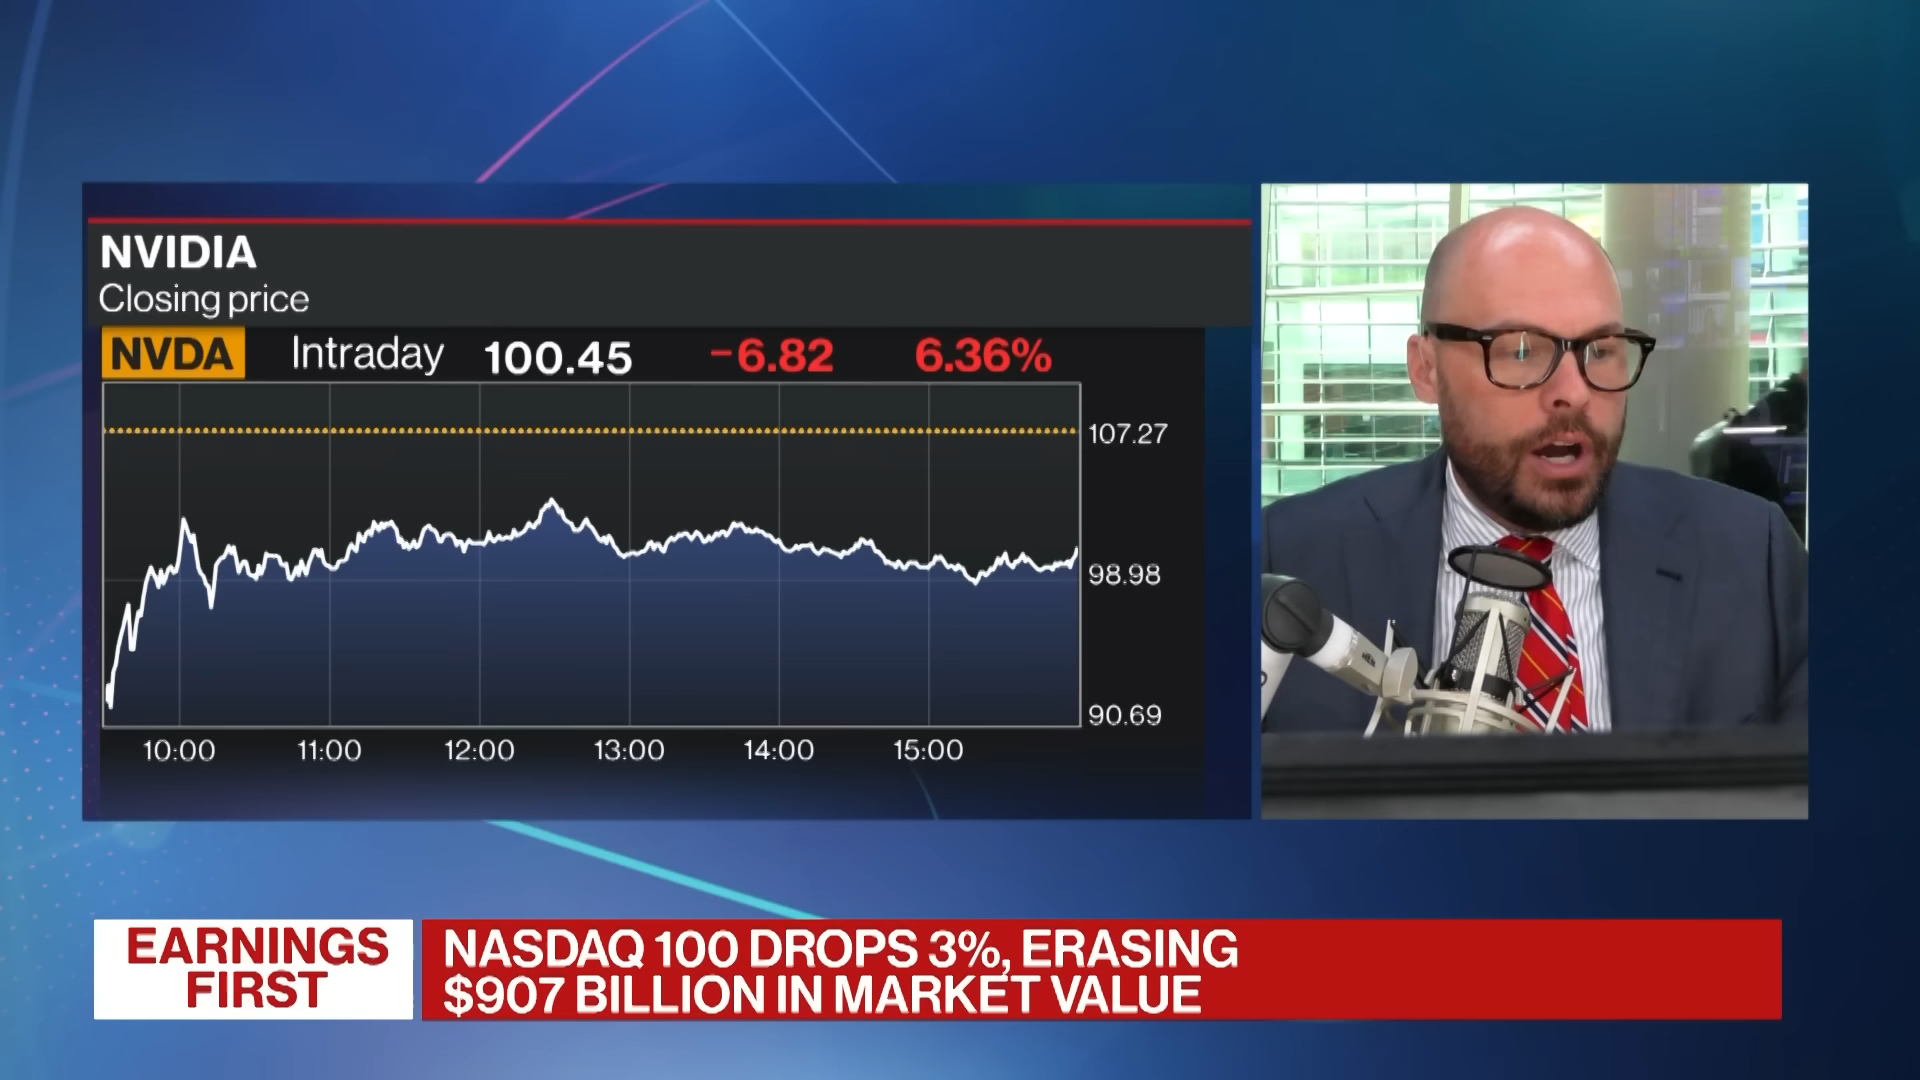 NVIDIA
Closing price
NVDA Intraday 100.45 -6.82 6.36%
107.27
98.98
90.69
10:00 11:00 12:00 13:00 14:00 15:00
EARNINGS
FIRST
NASDAQ 100 DROPS 3%, ERASING
$907 BILLION IN MARKET VALUE